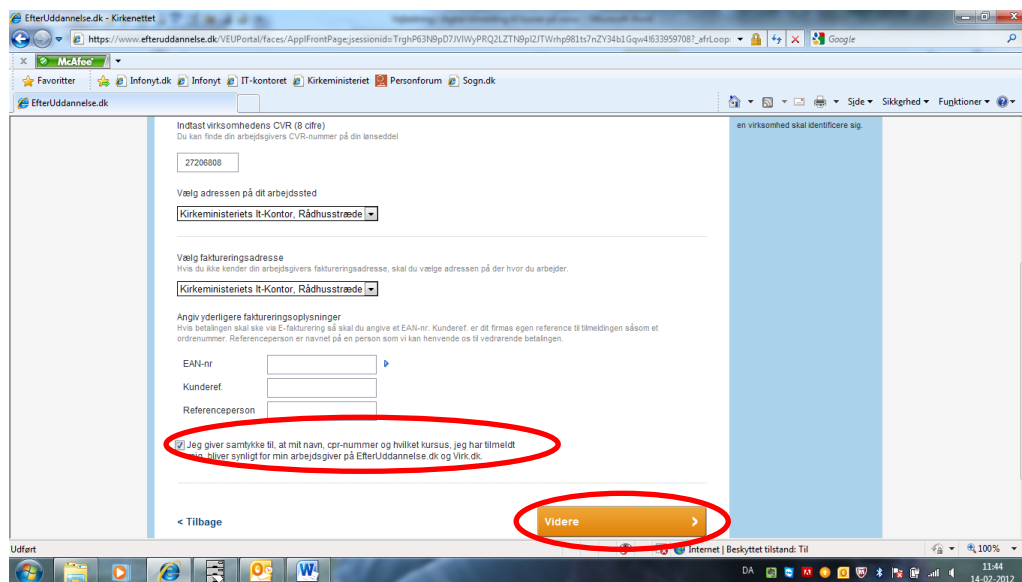 EfterUddannelse.dk - Kirkenettet
https://www.efteruddannelse.dk/VEUPortal/faces/ApplFrontPage;jsessionid=
Google
McAfee
Favoritter Infonyt.dk Infonyt IT-kontoret Kirkeministeriet Personforum Sogn.dk
EfterUddannelse.dk
Side Sikkerhed Funktioner
Indtast virksomhedens CVR (8 cifre)
Du kan finde din arbejdsgivers CVR-nummer på din lønseddel
27206808
Vælg adressen på dit arbejdssted
Kirkeministeriets It-Kontor, Rådhusstræde
Vælg faktureringsadresse
Hvis du ikke kender din arbejdsgivers faktureringsadresse, skal du vælge adressen på der hvor du arbejder.
Kirkeministeriets It-Kontor, Rådhusstræde
Angiv yderligere faktureringsoplysninger
Hvis betalingen skal ske via E-fakturering så skal du angive et EAN-nr. Kunderef. er dit firmas egen reference til tilmeldingen såsom et
ordrenummer. Referenceperson er navnet på en person som vi kan henvende os til vedrørende betalingen.
EAN-nr
Kunderef.
Referenceperson
Jeg giver samtykke til, at mit navn, cpr-nummer og hvilket kursus, jeg har tilmeldt
mig, bliver synligt for min arbejdsgiver på EfterUddannelse.dk og Virk.dk.
< Tilbage
Videre
en virksomhed skal identificere sig.
Udført
Internet | Beskyttet tilstand: Til
100%
DA
11:44
14-02-2012